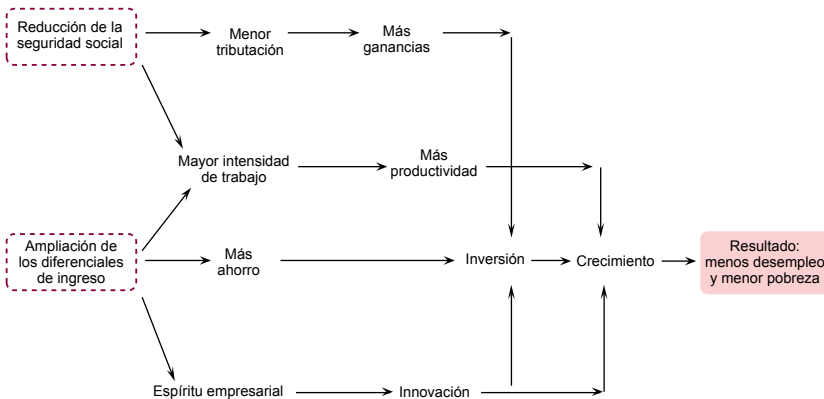 Reducción de la
seguridad social
Menor
tributación
Más
ganancias
Mayor intensidad
de trabajo
Más
productividad
Ampliación de
los diferenciales
de ingreso
Más
ahorro
Inversión
Crecimiento
Resultado:
menos desempleo
y menor pobreza
Espíritu empresarial
Innovación